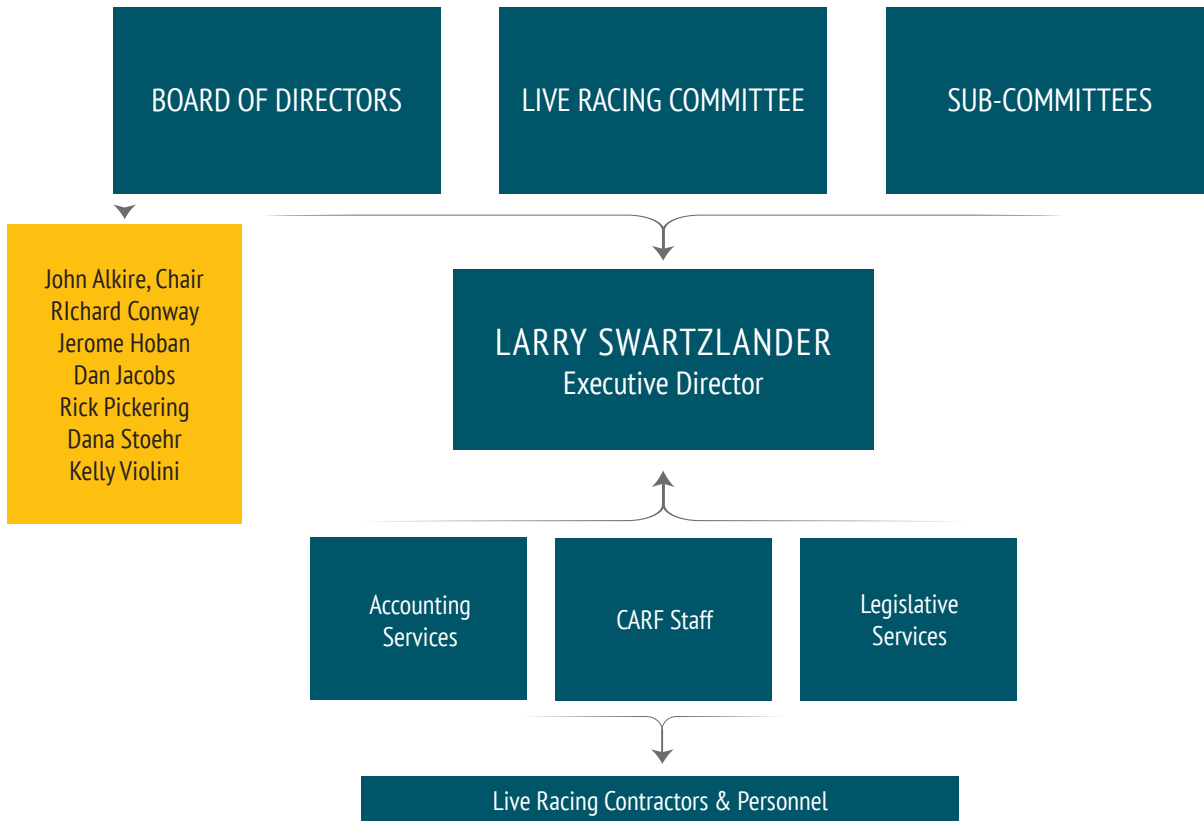 BOARD OF DIRECTORS
LIVE RACING COMMITTEE
SUB-COMMITTEES
John Alkire, Chair
RIchard Conway
Jerome Hoban
Dan Jacobs
Rick Pickering
Dana Stoehr
Kelly Violini
LARRY SWARTZLANDER
Executive Director
Accounting
Services
CARF Staff
Legislative
Services
Live Racing Contractors & Personnel